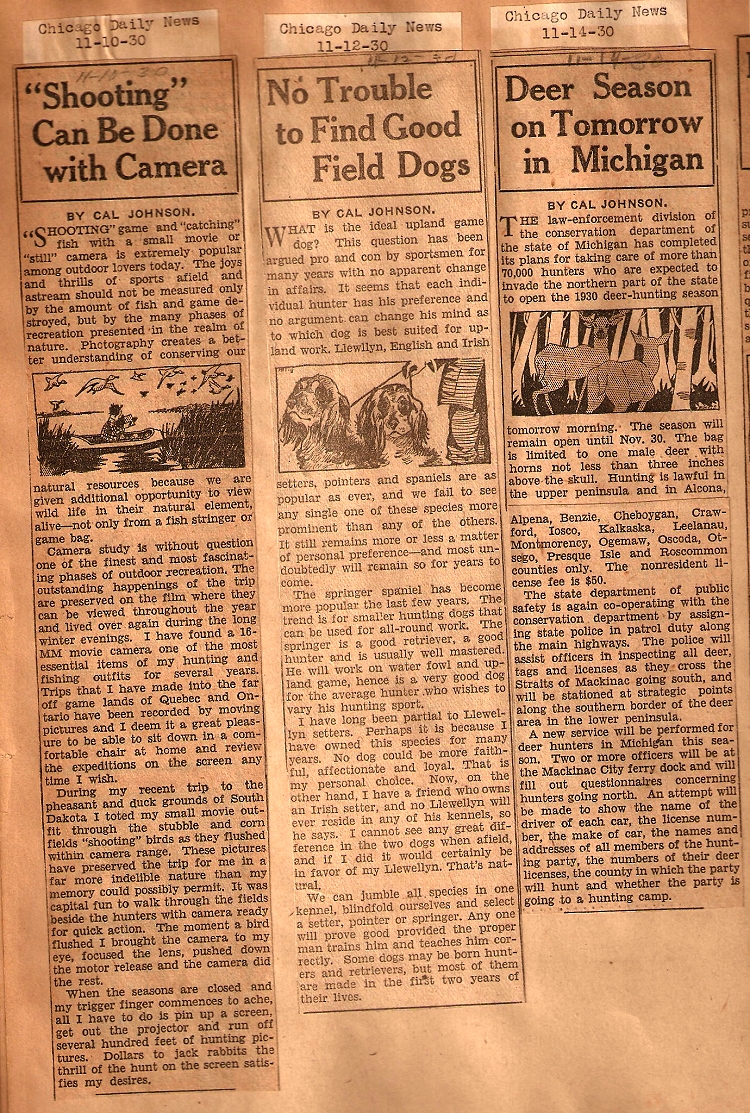 Chicago Daily News
11-10-30
11-10-30
"Shooting"
Can Be Done
with Camera
BY CAL JOHNSON.
"SHOOTING" game and "catching"
fish with a small movie or
"still" camera is extremely popular
among outdoor lovers today. The joys
and thrills of sports afield and
astream should not be measured only
by the amount of fish and game de-
stroyed, but by the many phases of
recreation presented in the realm of
nature. Photography creates a bet-
ter understanding of conserving our
natural resources because we are
given additional opportunity to view
wild life in their natural element,
alive—not only from a fish stringer or
game bag.
Camera study is without question
one of the finest and most fascinat-
ing phases of outdoor recreation. The
outstanding happenings of the trip
are preserved on the film where they
can be viewed throughout the year
and lived over again during the long
winter evenings. I have found a 16-
MM movie camera one of the most
essential items of my hunting and
fishing outfits for several years.
Trips that I have made into the far
off game lands of Quebec and On-
tario have been recorded by moving
pictures and I deem it a great pleas-
ure to be able to sit down in a com-
fortable chair at home and review
the expeditions on the screen any
time I wish.
During my recent trip to the
pheasant and duck grounds of South
Dakota I toted my small movie out-
fit through the stubble and corn
fields "shooting" birds as they flushed
within camera range. These pictures
have preserved the trip for me in a
far more indelible nature than my
memory could possibly permit. It was
capital fun to walk through the fields
beside the hunters with camera ready
for quick action. The moment a bird
flushed I brought the camera to my
eye, focused the lens, pushed down
the motor release and the camera did
the rest.
When the seasons are closed and
my trigger finger commences to ache,
all I have to do is pin up a screen,
get out the projector and run off
several hundred feet of hunting pic-
tures. Dollars to jack rabbits the
thrill of the hunt on the screen satis-
fies my desires.
Chicago Daily News
11-12-30
11-12-30
No Trouble
to Find Good
Field Dogs
BY CAL JOHNSON.
WHAT is the ideal upland game
dog? This question has been
argued pro and con by sportsmen for
many years with no apparent change
in affairs. It seems that each indi-
vidual hunter has his preference and
no argument can change his mind as
to which dog is best suited for up-
land work. Llewllyn, English and Irish
setters, pointers and spaniels are as
popular as ever, and we fail to see
any single one of these species more
prominent than any of the others.
It still remains more or less a matter
of personal preference—and most un-
doubtedly will remain so for years to
come.
The springer spaniel has become
more popular the last few years. The
trend is for smaller hunting dogs that
can be used for all-round work. The
springer is a good retriever, a good
hunter and is usually well mastered.
He will work on water fowl and up-
land game, hence is a very good dog
for the average hunter who wishes to
vary his hunting sport.
I have long been partial to Llewel-
lyn setters. Perhaps it is because I
have owned this species for many
years. No dog could be more faith-
ful, affectionate and loyal. That is
my personal choice. Now, on the
other hand, I have a friend who owns
an Irish setter, and no Llewellyn will
ever reside in any of his kennels, so
he says. I cannot see any great dif-
ference in the two dogs when afield,
and if I did it would certainly be
in favor of my Llewellyn. That's nat-
ural.
We can jumble all species in one
kennel, blindfold ourselves and select
a setter, pointer or springer. Any one
will prove good provided the proper
man trains him and teaches him cor-
rectly. Some dogs may be born hunt-
ers and retrievers, but most of them
are made in the first two years of
their lives.
Chicago Daily News
11-14-30
11-14-30
Deer Season
on Tomorrow
in Michigan
BY CAL JOHNSON.
THE law-enforcement division of
the conservation department of
the state of Michigan has completed
its plans for taking care of more than
70,000 hunters who are expected to
invade the northern part of the state
to open the 1930 deer-hunting season
tomorrow morning. The season will
remain open until Nov. 30. The bag
is limited to one male deer with
horns not less than three inches
above the skull. Hunting is lawful in
the upper peninsula and in Alcona,
Alpena, Benzie, Cheboygan, Craw-
ford, Iosco, Kalkaska, Leelanau,
Montmorency, Ogemaw, Oscoda, Ot-
sego, Presque Isle and Roscommon
counties only. The nonresident li-
cense fee is $50.
The state department of public
safety is again co-operating with the
conservation department by assign-
ing state police in patrol duty along
the main highways. The police will
assist officers in inspecting all deer,
tags and licenses as they cross the
Straits of Mackinac going south, and
will be stationed at strategic points
along the southern border of the deer
area in the lower peninsula.
A new service will be performed for
deer hunters in Michigan this sea-
son. Two or more officers will be at
the Mackinac City ferry dock and will
fill out questionnaires concerning
hunters going north. An attempt will
be made to show the name of the
driver of each car, the license num-
ber, the make of car, the names and
addresses of all members of the hunt-
ing party, the numbers of their deer
licenses, the county in which the party
will hunt and whether the party is
going to a hunting camp.